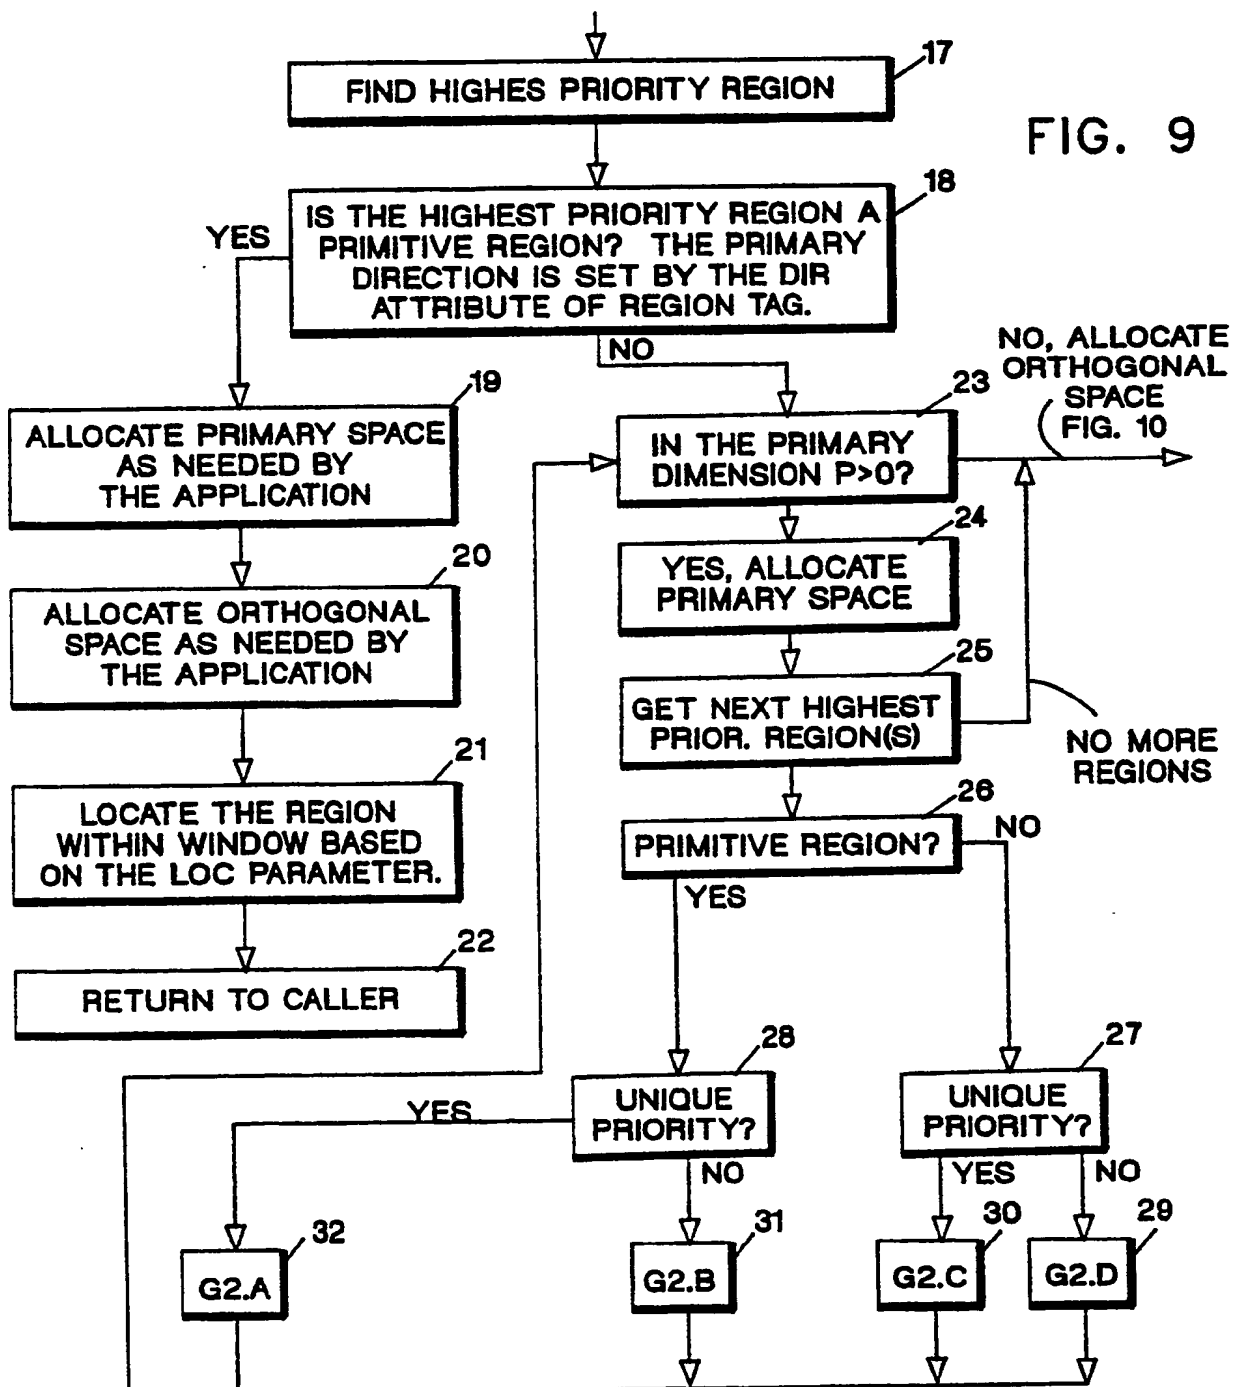 17
FIND HIGHES PRIORITY REGION
FIG. 9
18
IS THE HIGHEST PRIORITY REGION A
PRIMITIVE REGION? THE PRIMARY
DIRECTION IS SET BY THE DIR
ATTRIBUTE OF REGION TAG.
YES
NO
NO, ALLOCATE
ORTHOGONAL
SPACE
FIG. 10
19
ALLOCATE PRIMARY SPACE
AS NEEDED BY
THE APPLICATION
23
IN THE PRIMARY
DIMENSION P>0?
24
YES, ALLOCATE
PRIMARY SPACE
20
ALLOCATE ORTHOGONAL
SPACE AS NEEDED BY
THE APPLICATION
25
GET NEXT HIGHEST
PRIOR. REGION(S)
NO MORE
REGIONS
21
LOCATE THE REGION
WITHIN WINDOW BASED
ON THE LOC PARAMETER.
26
PRIMITIVE REGION?
NO
YES
22
RETURN TO CALLER
28
UNIQUE
PRIORITY?
YES
NO
27
UNIQUE
PRIORITY?
YES
NO
32
G2.A
31
G2.B
30
G2.C
29
G2.D